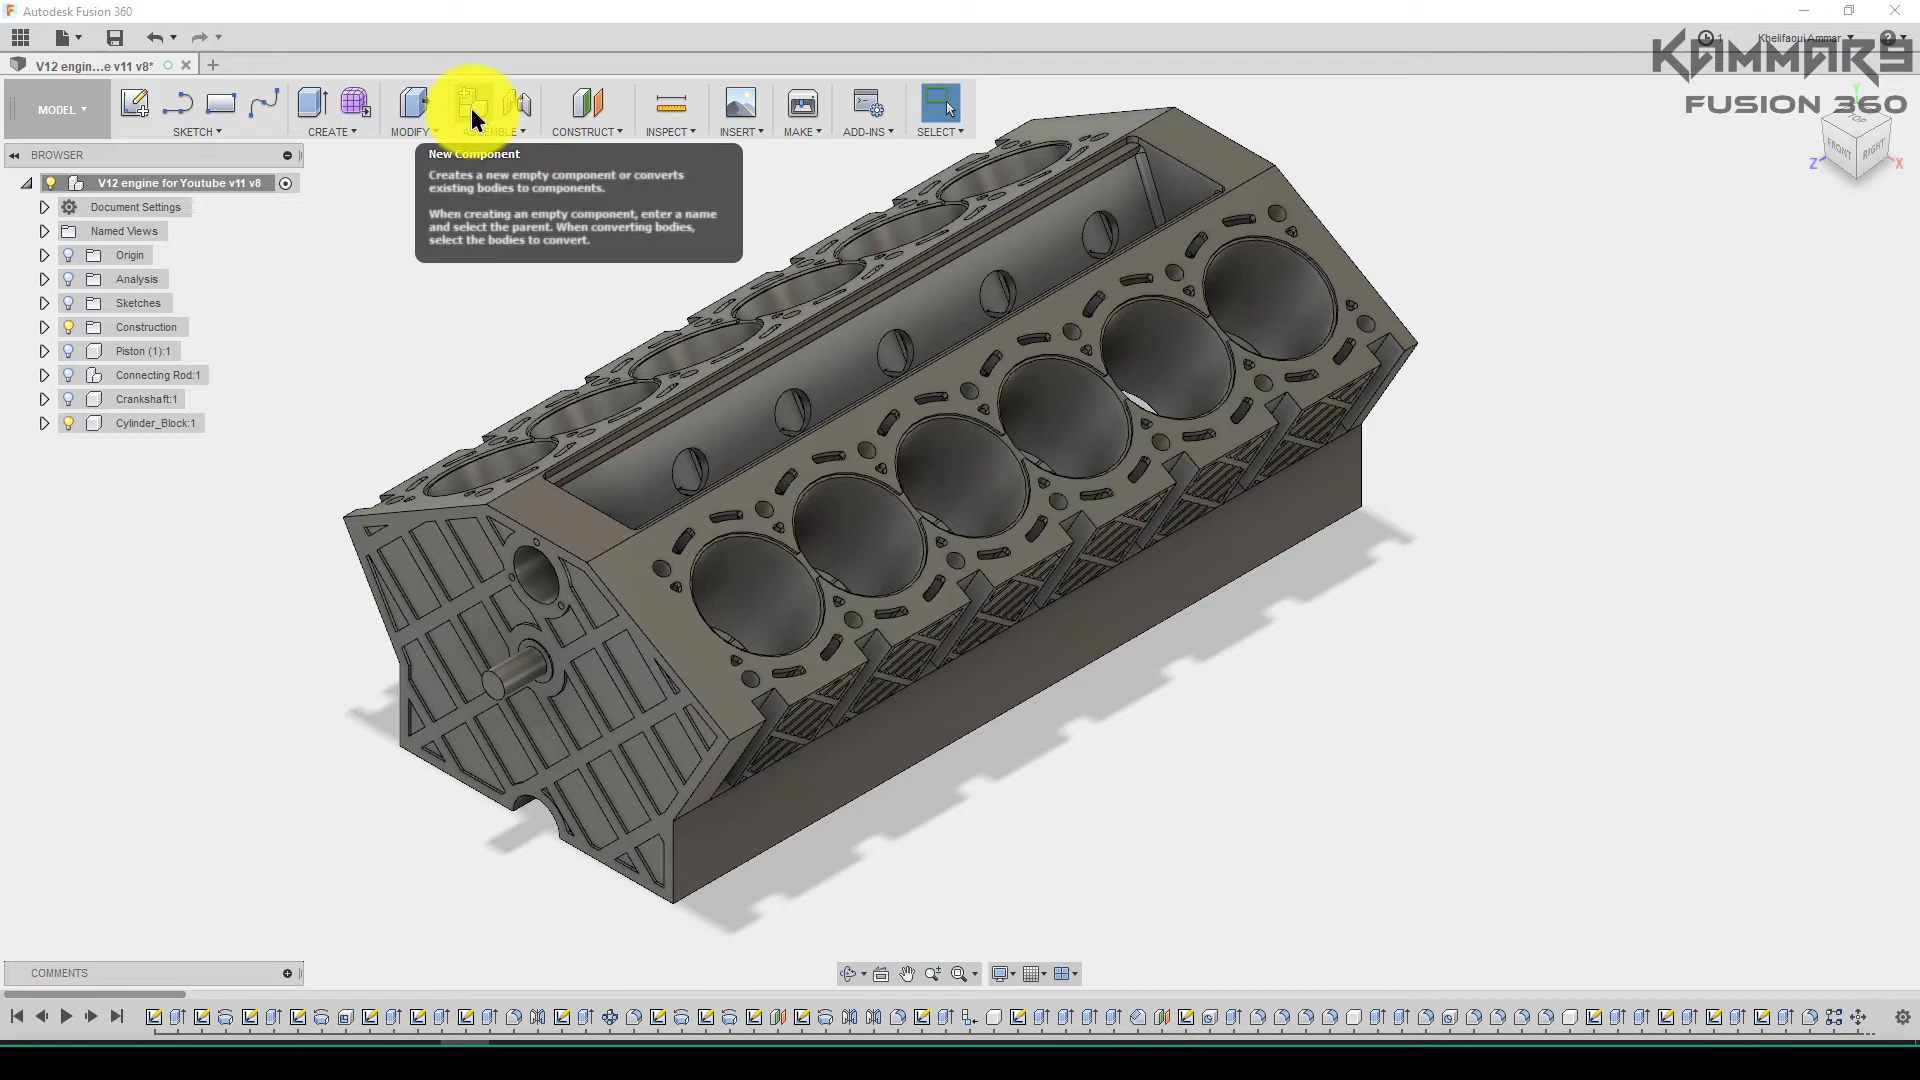 Autodesk Fusion 360
1
Khelifaoui Ammar
KAMMAR9
FUSION 360
V12 engin...e v11 v8*
MODEL
SKETCH
CREATE
MODIFY
ASSEMBLE
CONSTRUCT
INSPECT
INSERT
MAKE
ADD-INS
SELECT
Y
TOP
FRONT
RIGHT
Z
X
BROWSER
New Component
Creates a new empty component or converts
existing bodies to components.
When creating an empty component, enter a name
and select the parent. When converting bodies,
select the bodies to convert.
V12 engine for Youtube v11 v8
Document Settings
Named Views
Origin
Analysis
Sketches
Construction
Piston (1):1
Connecting Rod:1
Crankshaft:1
Cylinder_Block:1
COMMENTS